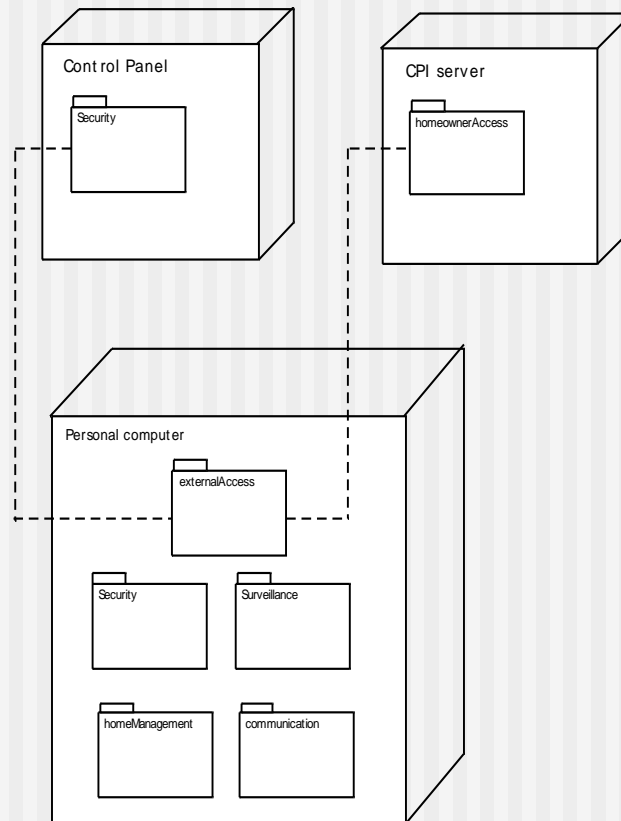 Control Panel
Security
CPI server
homeownerAccess
Personal computer
externalAccess
Security
Surveillance
homeManagement
communication